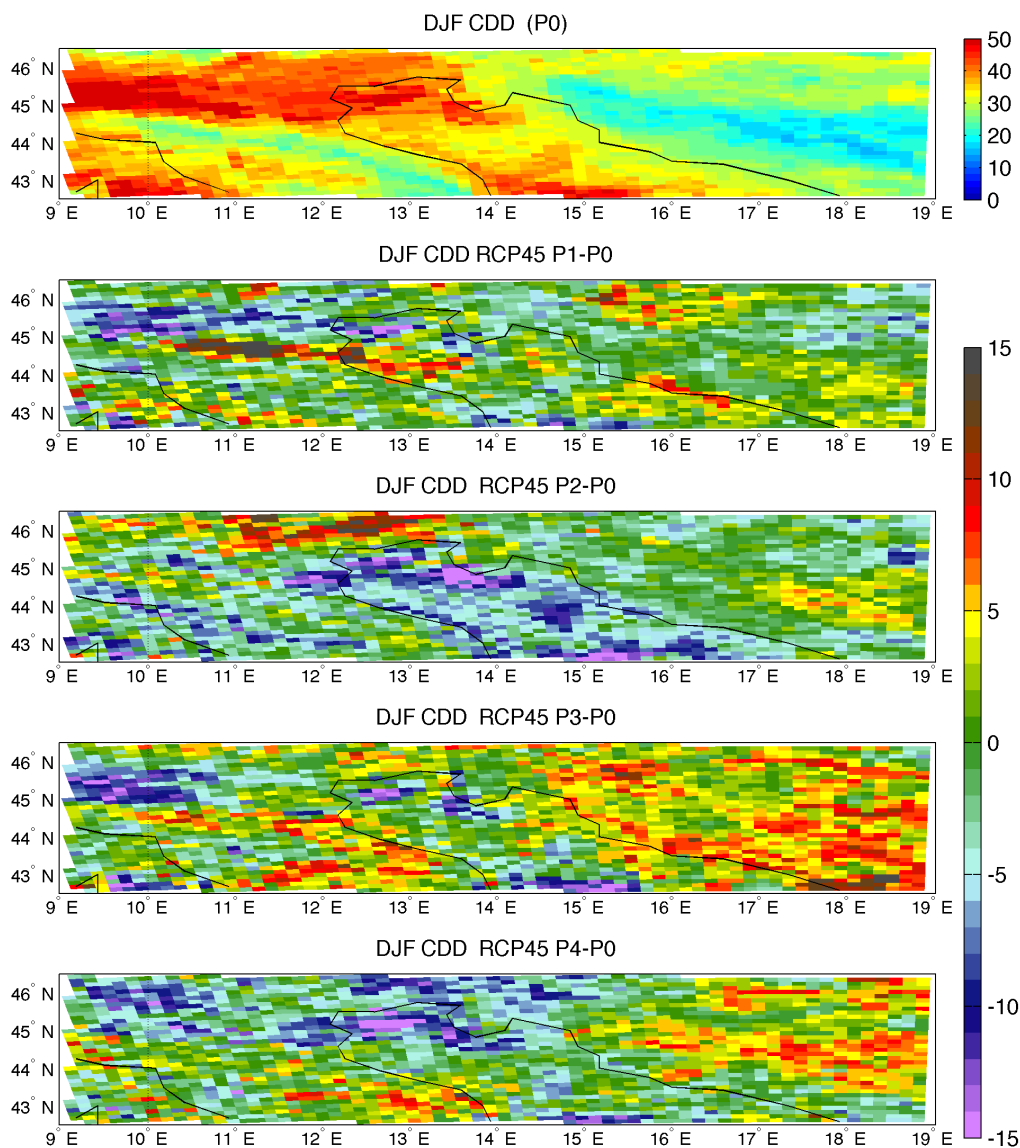 DJF CDD (P0)
46° N
45° N
44° N
43° N
9° E 10° E 11° E 12° E 13° E 14° E 15° E 16° E 17° E 18° E 19° E
50
40
30
20
10
0
DJF CDD RCP45 P1-P0
46° N
45° N
44° N
43° N
9° E 10° E 11° E 12° E 13° E 14° E 15° E 16° E 17° E 18° E 19° E
DJF CDD RCP45 P2-P0
46° N
45° N
44° N
43° N
9° E 10° E 11° E 12° E 13° E 14° E 15° E 16° E 17° E 18° E 19° E
DJF CDD RCP45 P3-P0
46° N
45° N
44° N
43° N
9° E 10° E 11° E 12° E 13° E 14° E 15° E 16° E 17° E 18° E 19° E
DJF CDD RCP45 P4-P0
46° N
45° N
44° N
43° N
9° E 10° E 11° E 12° E 13° E 14° E 15° E 16° E 17° E 18° E 19° E
15
10
5
0
-5
-10
-15